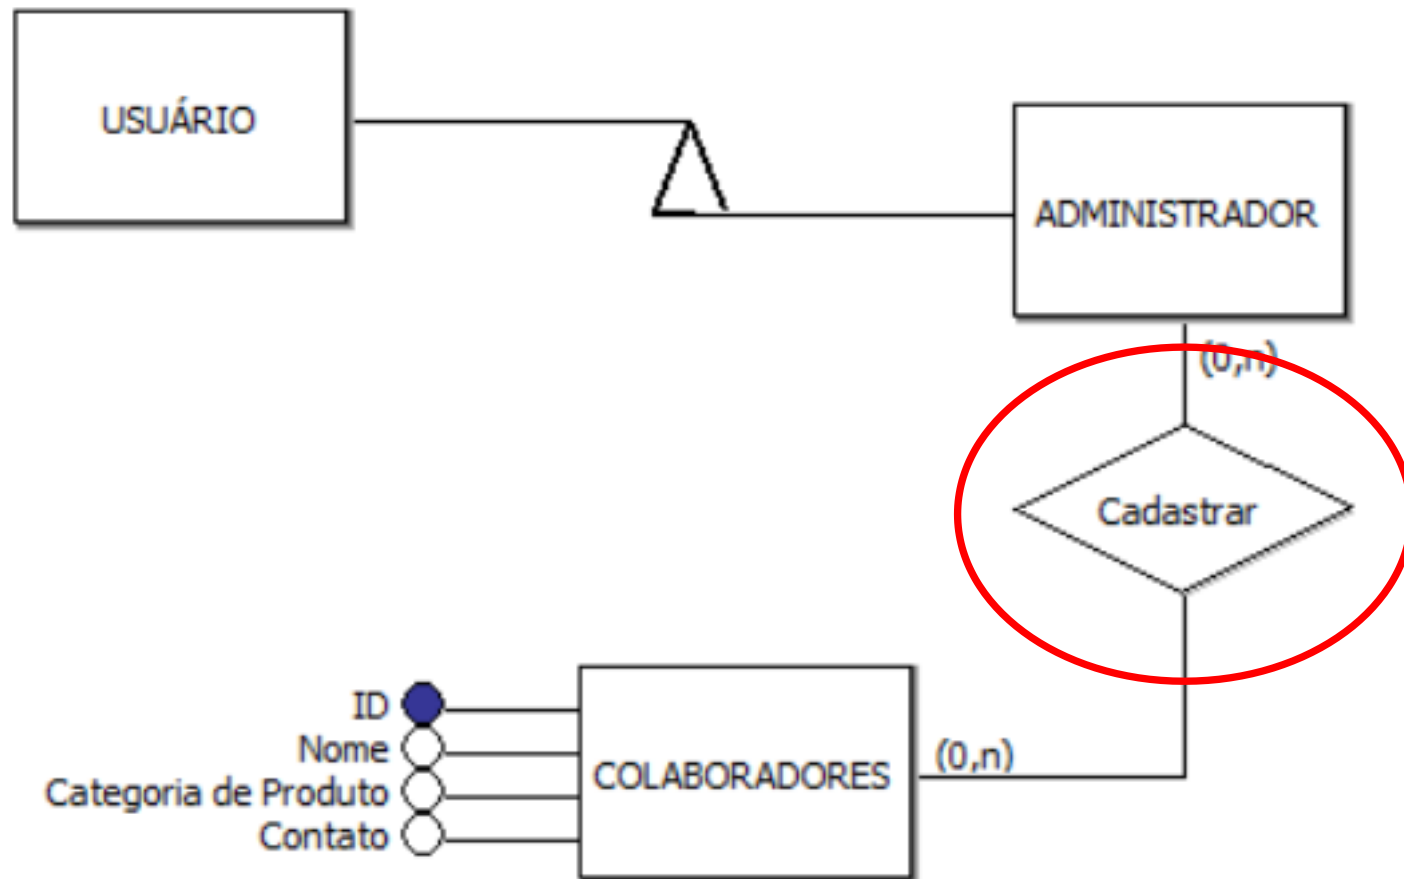 USUÁRIO
ADMINISTRADOR
(0,n)
Cadastrar
ID
Nome
Categoria de Produto
Contato
COLABORADORES
(0,n)